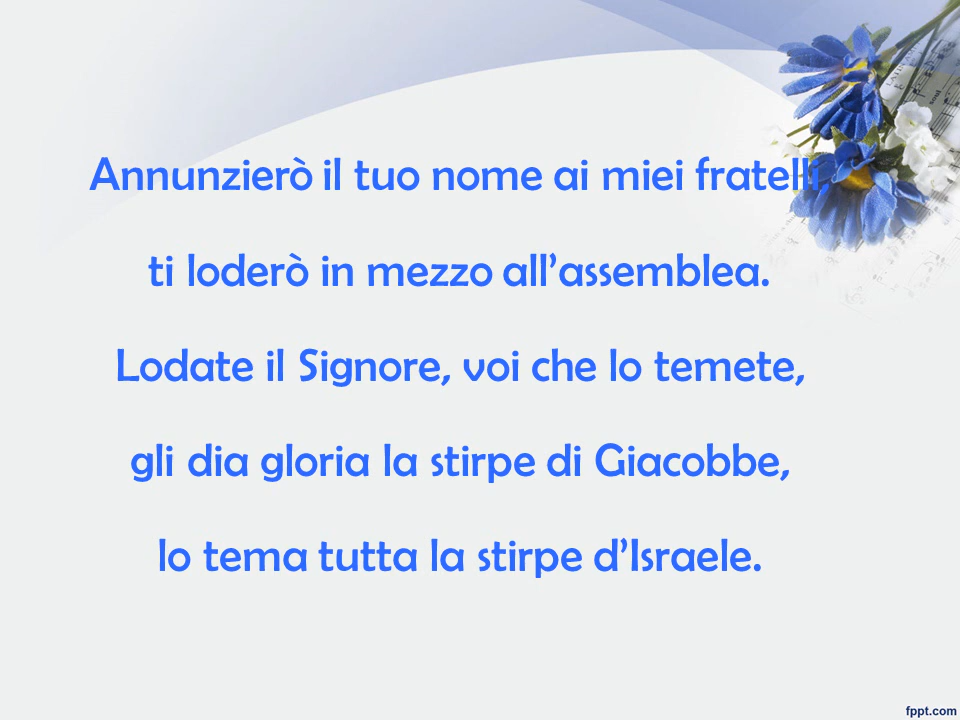 Annunzierò il tuo nome ai miei fratelli,
ti loderò in mezzo all’assemblea.
Lodate il Signore, voi che lo temete,
gli dia gloria la stirpe di Giacobbe,
lo tema tutta la stirpe d’Israele.
fppt.com